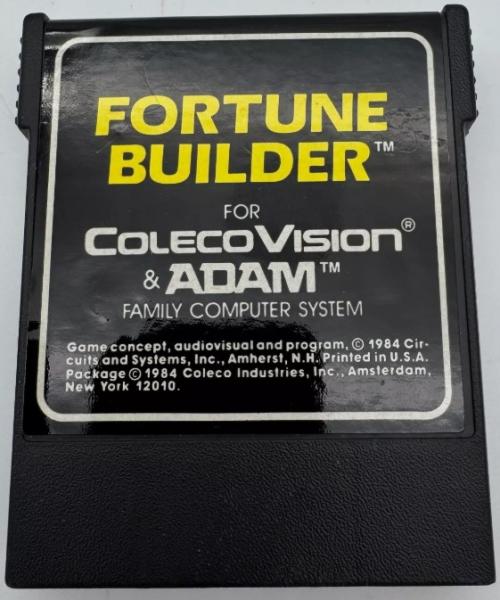 FORTUNE
BUILDER™
FOR
COLECOVISION®
& ADAM™
FAMILY COMPUTER SYSTEM
Game concept, audiovisual and program, © 1984 Cir-
cuits and Systems, Inc., Amherst, N.H. Printed in U.S.A.
Package © 1984 Coleco Industries, Inc., Amsterdam,
New York 12010.